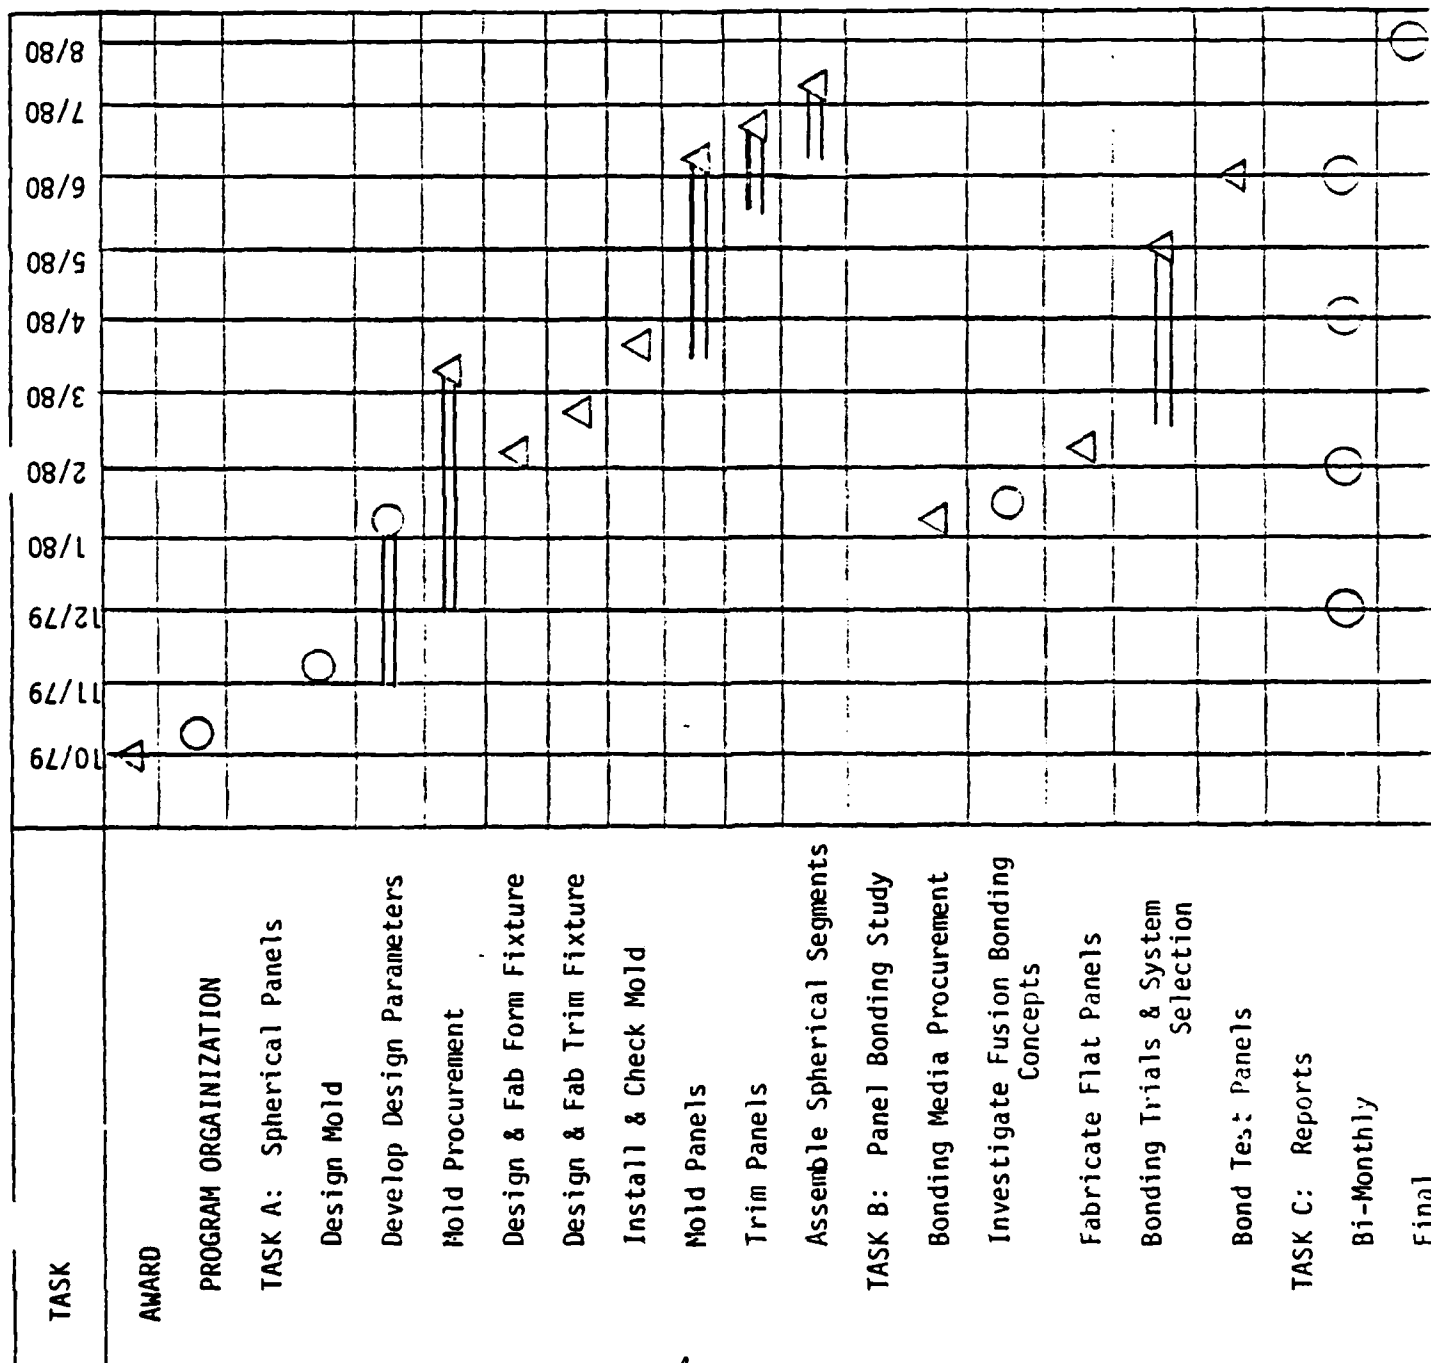 TASK
10/79
11/79
12/79
1/80
2/80
3/80
4/80
5/80
6/80
7/80
8/80
AWARD
PROGRAM ORGAINIZATION
TASK A: Spherical Panels
Design Mold
Develop Design Parameters
Mold Procurement
Design & Fab Form Fixture
Design & Fab Trim Fixture
Install & Check Mold
Mold Panels
Trim Panels
Assemble Spherical Segments
TASK B: Panel Bonding Study
Bonding Media Procurement
Investigate Fusion Bonding
Concepts
Fabricate Flat Panels
Bonding Trials & System
Selection
Bond Test Panels
TASK C: Reports
Bi-Monthly
Final